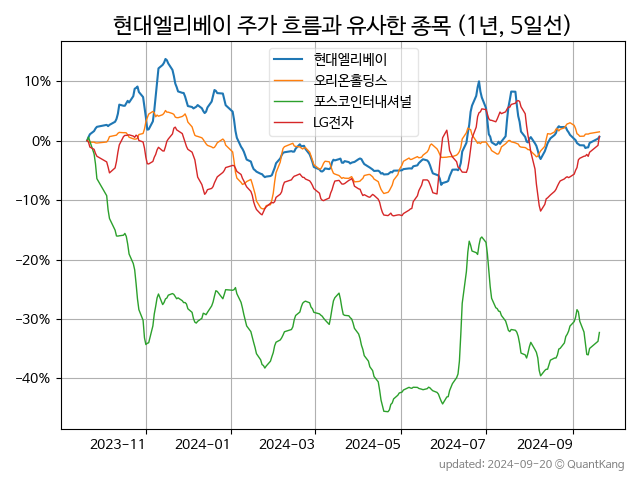 현대엘리베이 주가 흐름과 유사한 종목 (1년, 5일선)
현대엘리베이
오리온홀딩스
포스코인터내셔널
LG전자
10%
0%
−10%
−20%
−30%
−40%
2023-11 2024-01 2024-03 2024-05 2024-07 2024-09
updated: 2024-09-20 © QuantKang